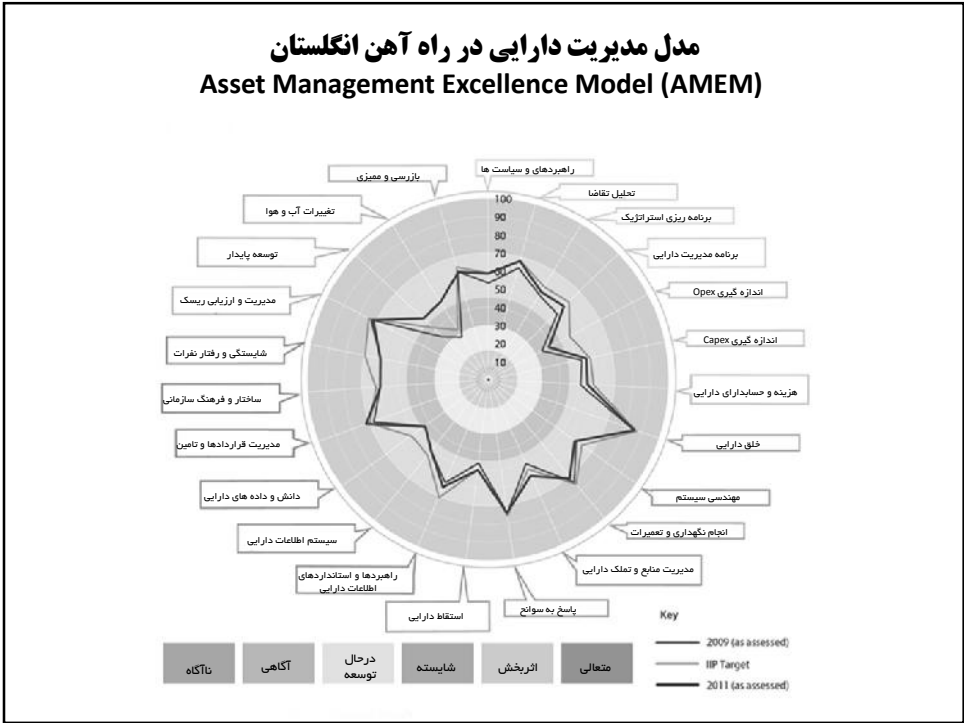 مدل مدیریت دارایی در راه آهن انگلستان
Asset Management Excellence Model (AMEM)
راهبردهای و سیاست ها
تحلیل تقاضا
برنامه ریزی استراتژیک
برنامه مدیریت دارایی
اندازه گیری Opex
اندازه گیری Capex
هزینه و حسابدارای دارایی
خلق دارایی
مهندسی سیستم
انجام نگهداری و تعمیرات
مدیریت منابع و تملک دارایی
پاسخ به سوانح
استقاط دارایی
راهبردها و استانداردهای
اطلاعات دارایی
سیستم اطلاعات دارایی
دانش و داده های دارایی
مدیریت قراردادها و تامین
ساختار و فرهنگ سازمانی
شایستگی و رفتار نفرات
مدیریت و ارزیابی ریسک
توسعه پایدار
تغییرات آب و هوا
بازرسی و ممیزی
100
90
80
70
60
50
40
30
20
10
Key
2009 (as assessed)
IIP Target
2011 (as assessed)
ناآگاه
آگاهی
درحال
توسعه
شایسته
اثربخش
متعالی